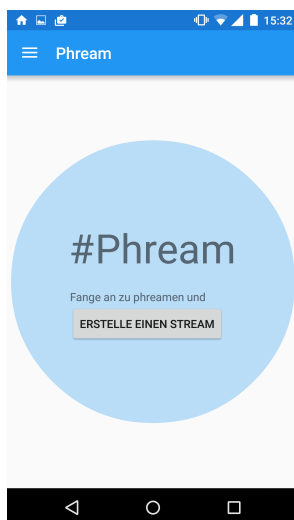 15:32
Phream
#Phream
Fange an zu phreamen und
ERSTELLE EINEN STREAM